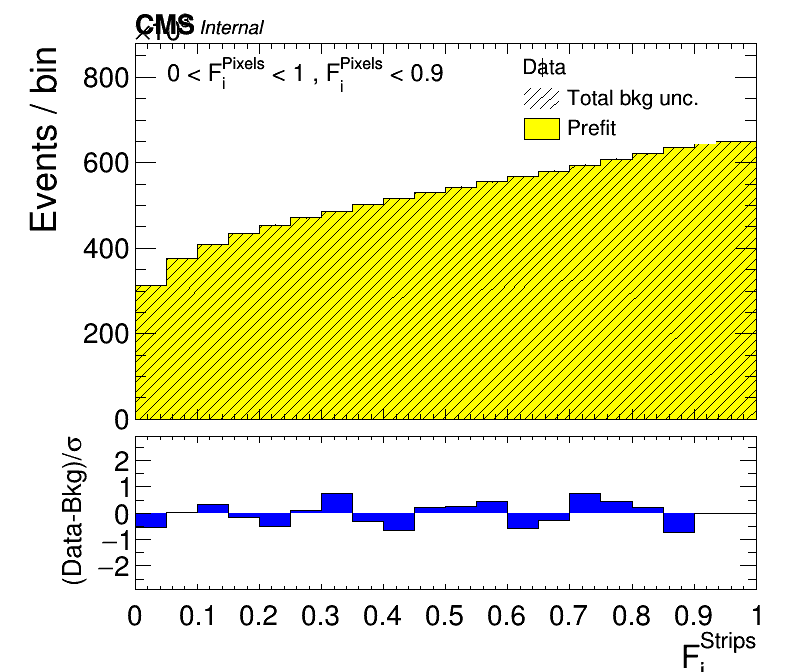 CMS Internal
×10³
0 < F_i^Pixels < 1 , F_i^Pixels < 0.9
Data
Total bkg unc.
Prefit
Events / bin
800
600
400
200
0
(Data-Bkg)/σ
2
1
0
−1
−2
0 0.1 0.2 0.3 0.4 0.5 0.6 0.7 0.8 0.9 1
F_i^Strips